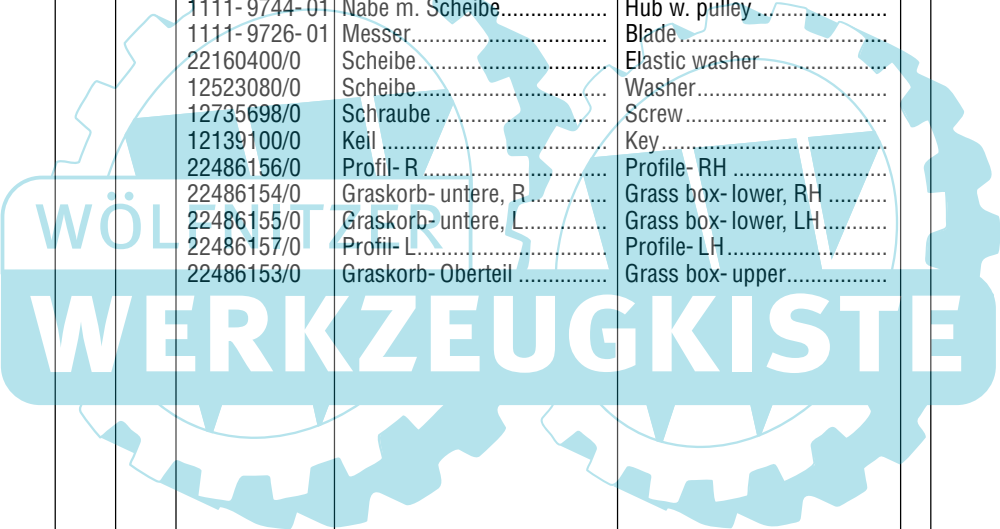 1111-9744-01 Nabe m. Scheibe Hub w. pulley
1111-9726-01 Messer Blade
22160400/0 Scheibe Elastic washer
12523080/0 Scheibe Washer
12735698/0 Schraube Screw
12139100/0 Keil Key
22486156/0 Profil-R Profile-RH
22486154/0 Graskorb-untere, R Grass box-lower, RH
22486155/0 Graskorb-untere, L Grass box-lower, LH
22486157/0 Profil-L Profile-LH
22486153/0 Graskorb-Oberteil Grass box-upper
WÖLFNITZER
WERKZEUGKISTE